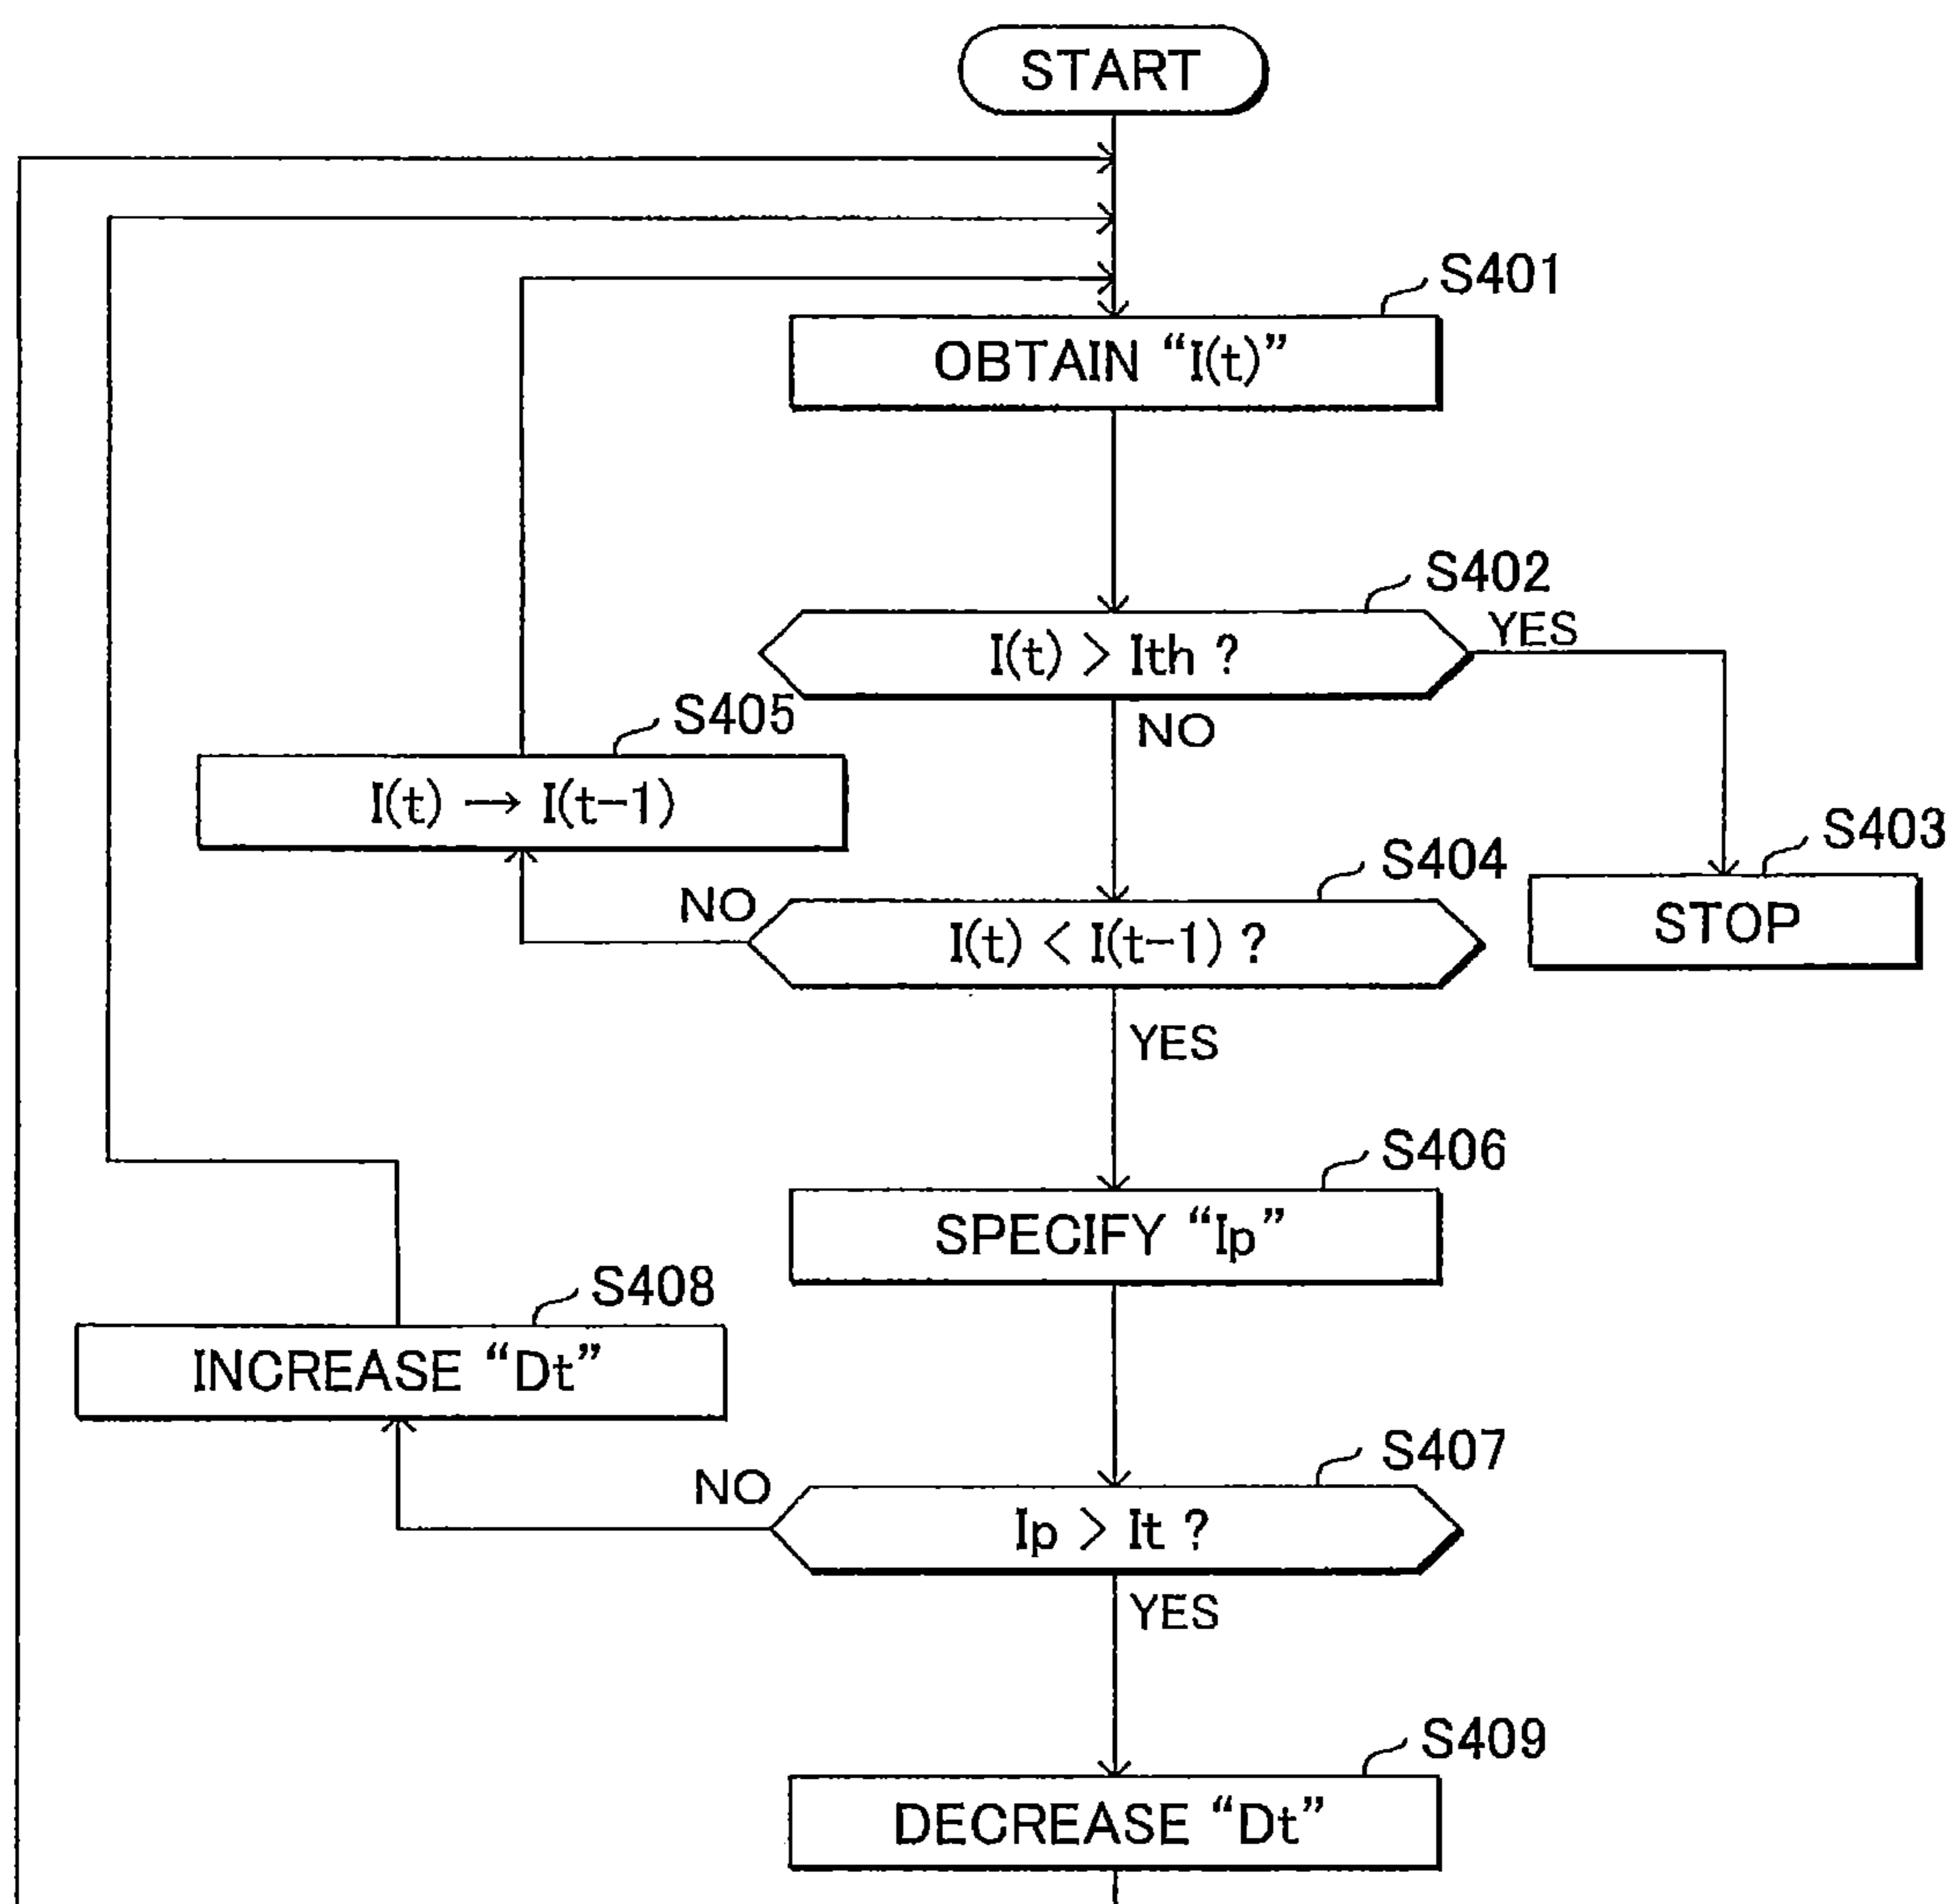 START
S401
OBTAIN “I(t)”
S402
I(t) > Ith ?
YES
NO
S405
I(t) → I(t−1)
S403
STOP
S404
I(t) < I(t−1) ?
NO
YES
S406
SPECIFY “Ip”
S408
INCREASE “Dt”
S407
Ip > It ?
NO
YES
S409
DECREASE “Dt”